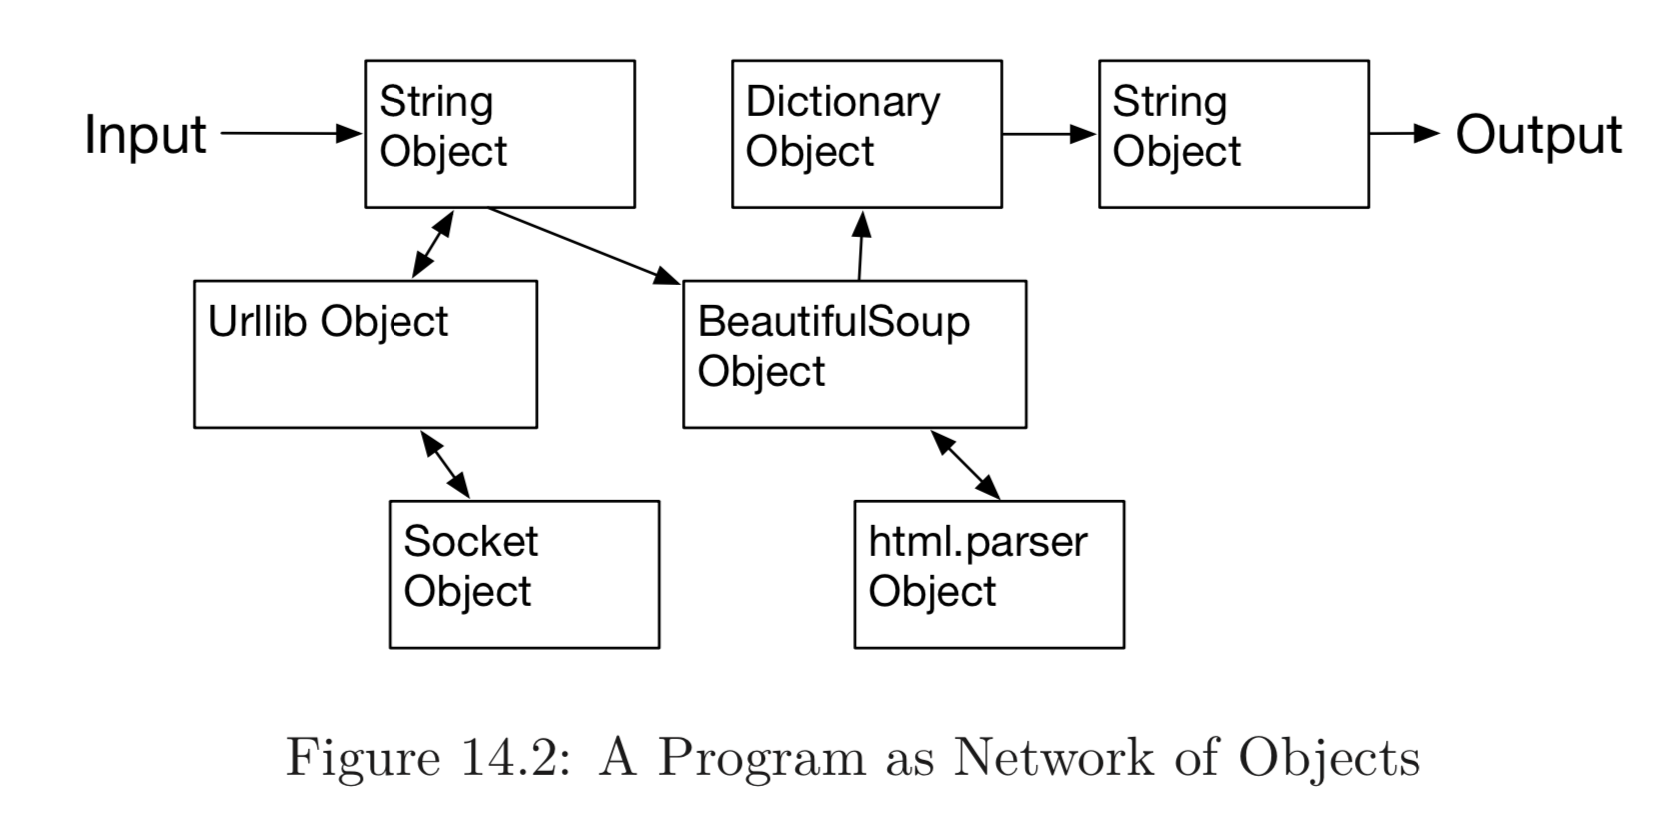 Input
String
Object
Dictionary
Object
String
Object
Output
Urllib Object
BeautifulSoup
Object
Socket
Object
html.parser
Object
Figure 14.2: A Program as Network of Objects